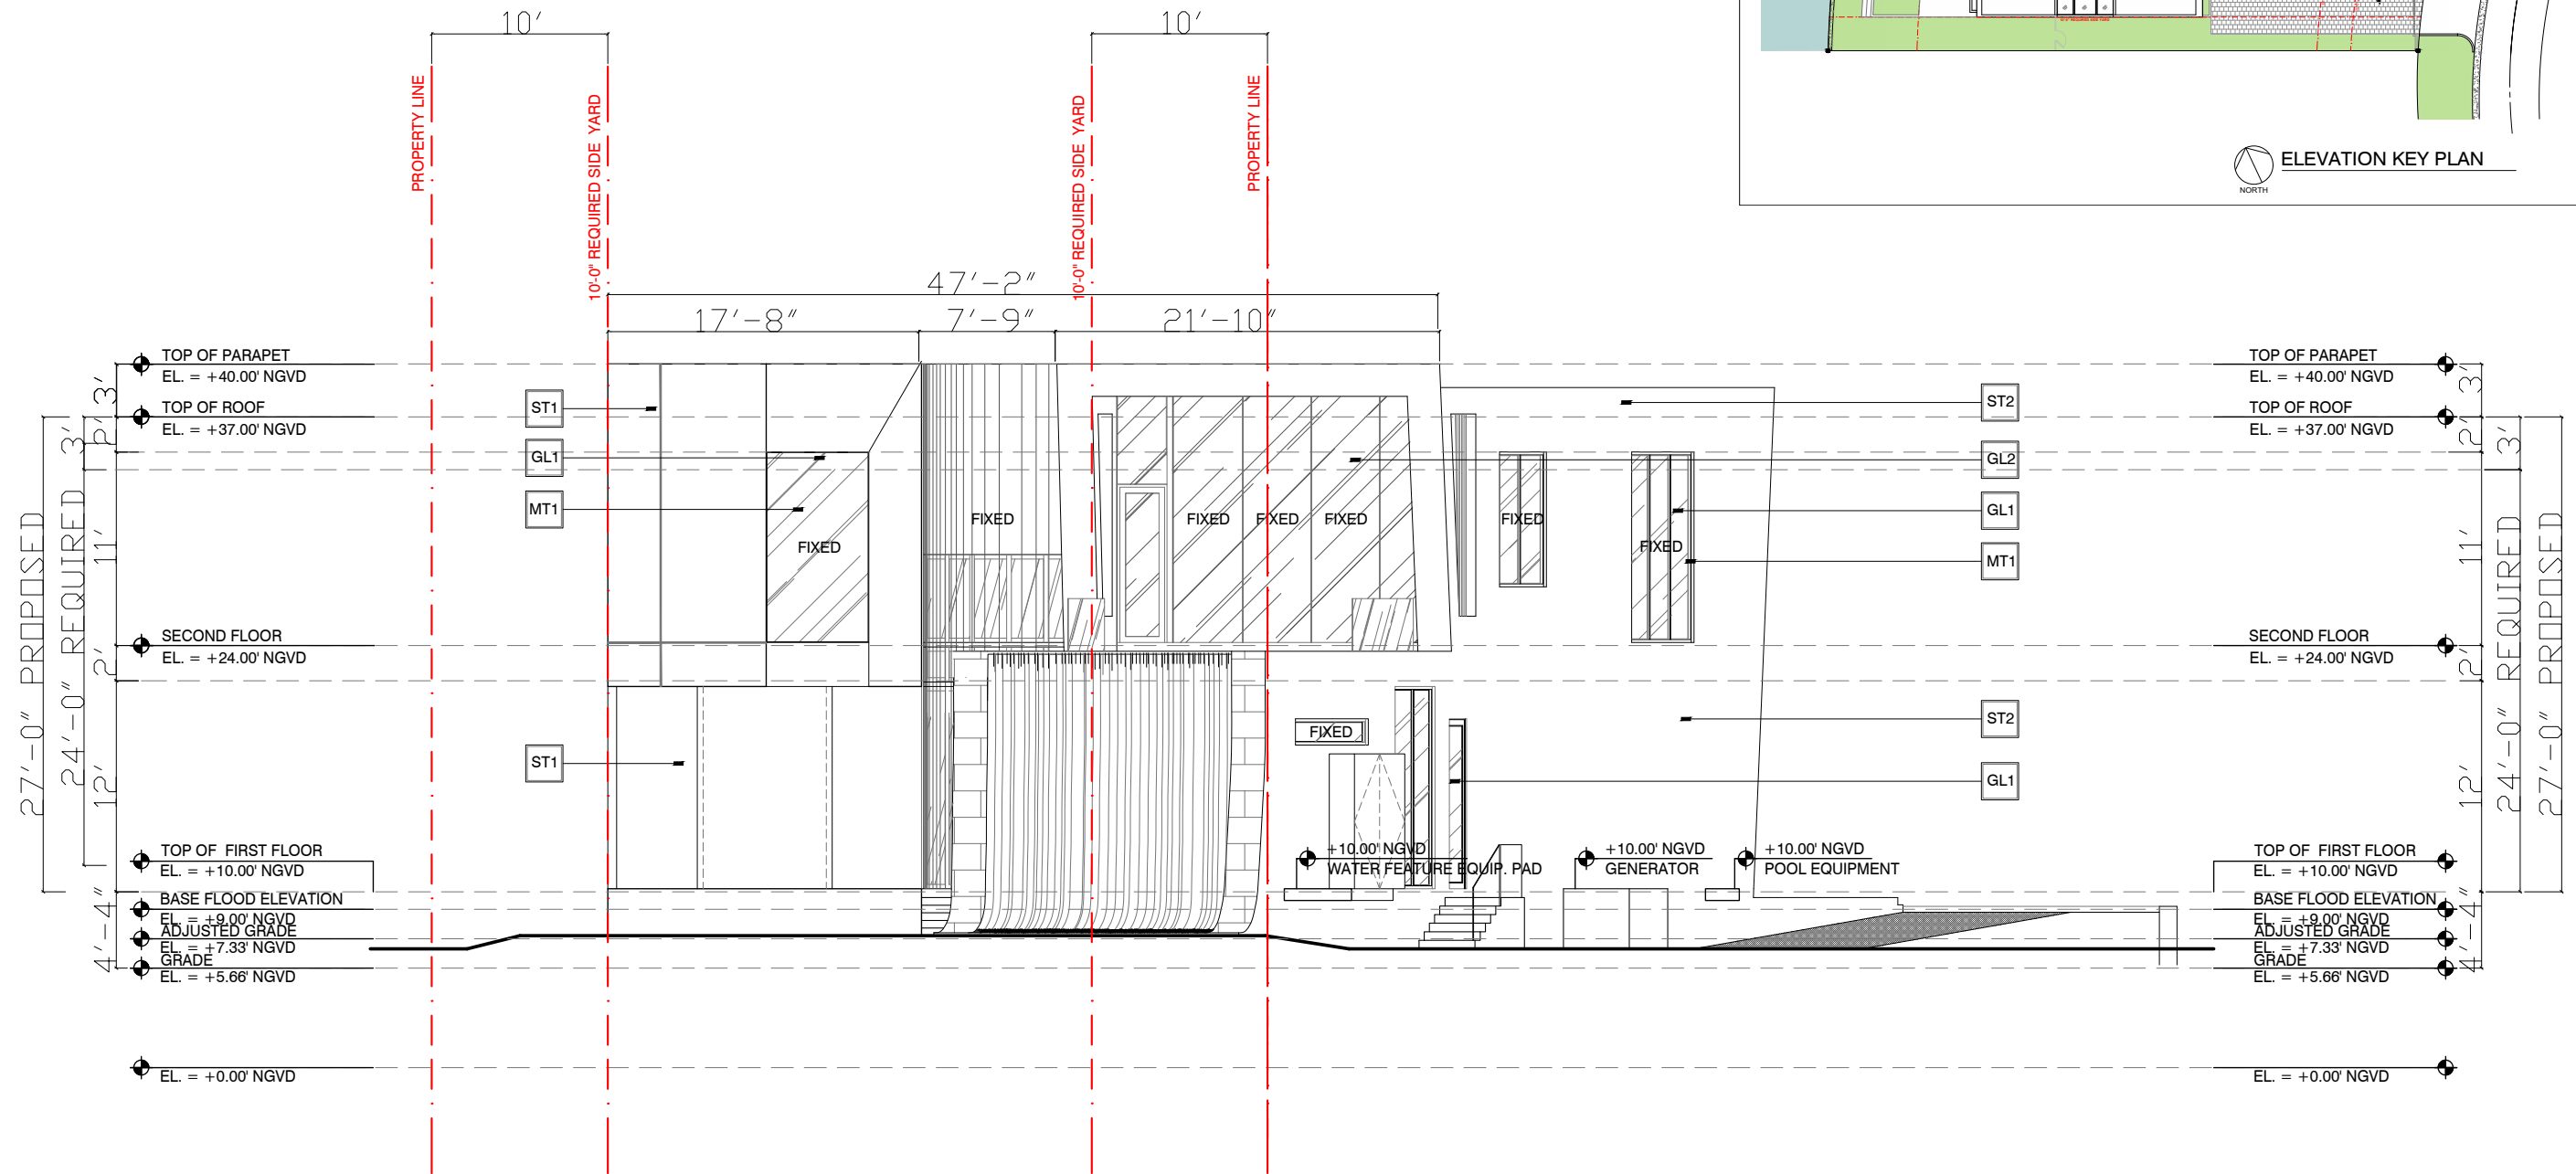 10'
10'
PROPERTY LINE
10'-0" REQUIRED SIDE YARD
10'-0" REQUIRED SIDE YARD
PROPERTY LINE
ELEVATION KEY PLAN
NORTH
47'-2"
17'-8"
7'-9"
21'-10"
TOP OF PARAPET
EL. = +40.00' NGVD
TOP OF ROOF
EL. = +37.00' NGVD
SECOND FLOOR
EL. = +24.00' NGVD
TOP OF FIRST FLOOR
EL. = +10.00' NGVD
BASE FLOOD ELEVATION
EL. = +9.00' NGVD
ADJUSTED GRADE
EL. = +7.33' NGVD
GRADE
EL. = +5.66' NGVD
EL. = +0.00' NGVD
3'
2'
3'
11'
2'
12'
4'-4"
24'-0" REQUIRED
27'-0" PROPOSED
ST1
GL1
MT1
ST1
FIXED
FIXED
FIXED
FIXED
FIXED
FIXED
FIXED
FIXED
+10.00' NGVD
WATER FEATURE EQUIP. PAD
+10.00' NGVD
GENERATOR
+10.00' NGVD
POOL EQUIPMENT
ST2
GL2
GL1
MT1
ST2
GL1
TOP OF PARAPET
EL. = +40.00' NGVD
TOP OF ROOF
EL. = +37.00' NGVD
SECOND FLOOR
EL. = +24.00' NGVD
TOP OF FIRST FLOOR
EL. = +10.00' NGVD
BASE FLOOD ELEVATION
EL. = +9.00' NGVD
ADJUSTED GRADE
EL. = +7.33' NGVD
GRADE
EL. = +5.66' NGVD
EL. = +0.00' NGVD
3'
2'
3'
11'
2'
12'
4'-4"
24'-0" REQUIRED
27'-0" PROPOSED